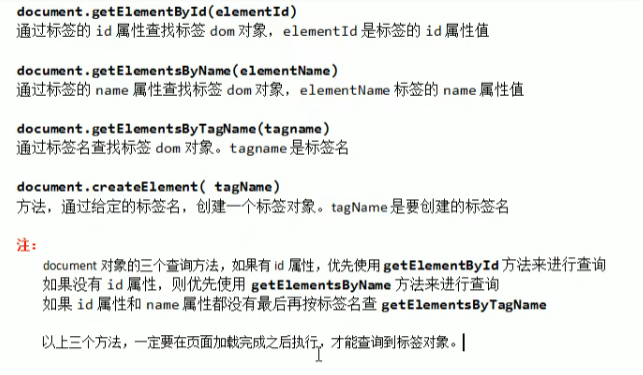 document.getElementById(elementId)
通过标签的 id 属性查找标签 dom 对象，elementId 是标签的 id 属性值
document.getElementsByName(elementName)
通过标签的 name 属性查找标签 dom 对象，elementName 标签的 name 属性值
document.getElementsByTagName(tagname)
通过标签名查找标签 dom 对象。tagname 是标签名
document.createElement( tagName)
方法，通过给定的标签名，创建一个标签对象。tagName 是要创建的标签名
注：
document 对象的三个查询方法，如果有 id 属性，优先使用 getElementById 方法来进行查询
如果没有 id 属性，则优先使用 getElementsByName 方法来进行查询
如果 id 属性和 name 属性都没有最后再按标签名查 getElementsByTagName
以上三个方法，一定要在页面加载完成之后执行，才能查询到标签对象。